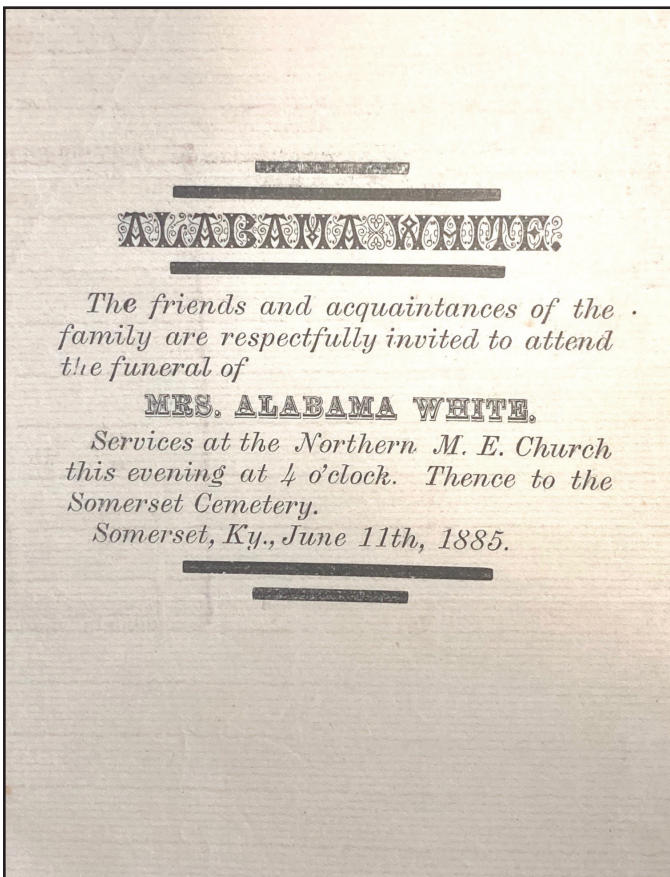 ALABAMA WHITE.
The friends and acquaintances of the
family are respectfully invited to attend
the funeral of
MRS. ALABAMA WHITE.
Services at the Northern M. E. Church
this evening at 4 o'clock. Thence to the
Somerset Cemetery.
Somerset, Ky., June 11th, 1885.